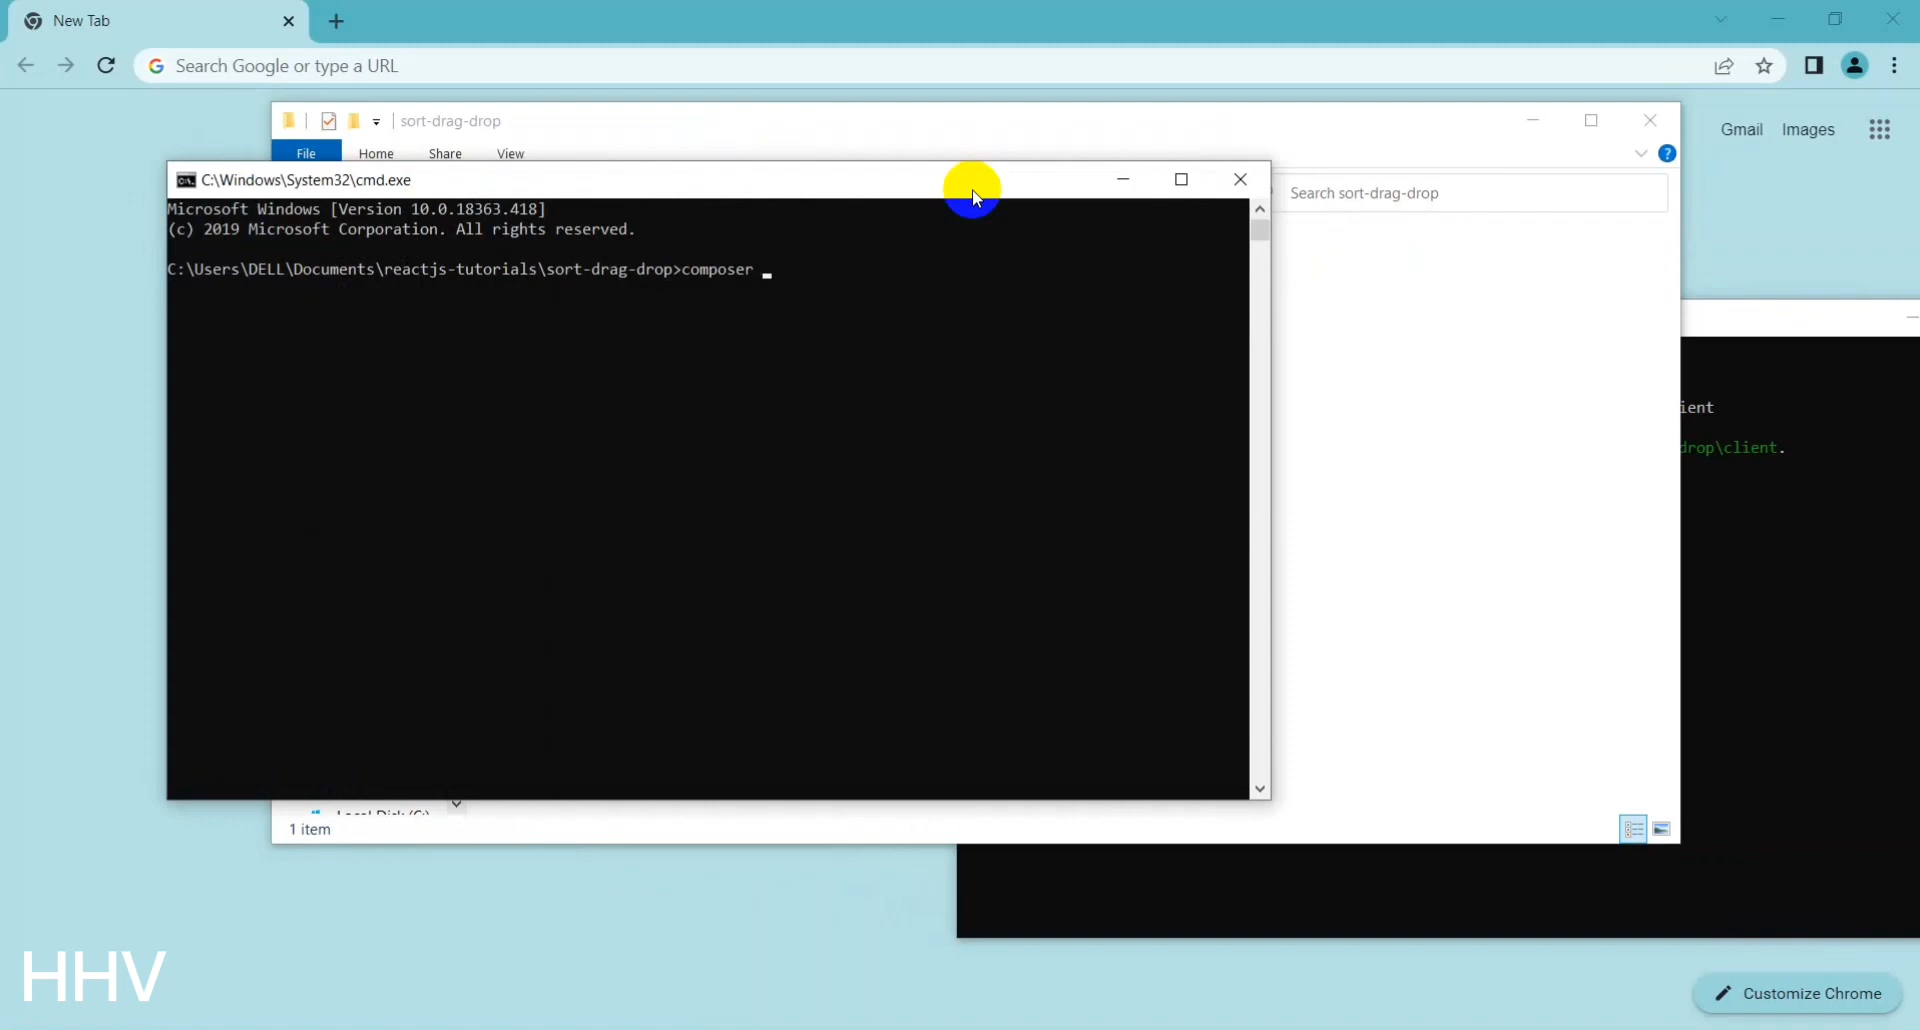 New Tab
Search Google or type a URL
sort-drag-drop
Gmail Images
File Home Share View
C:\Windows\System32\cmd.exe
Search sort-drag-drop
Microsoft Windows [Version 10.0.18363.418]
(c) 2019 Microsoft Corporation. All rights reserved.
C:\Users\DELL\Documents\reactjs-tutorials\sort-drag-drop>composer _
ient
drop\client.
Local Disk (C:)
1 item
HHV
Customize Chrome